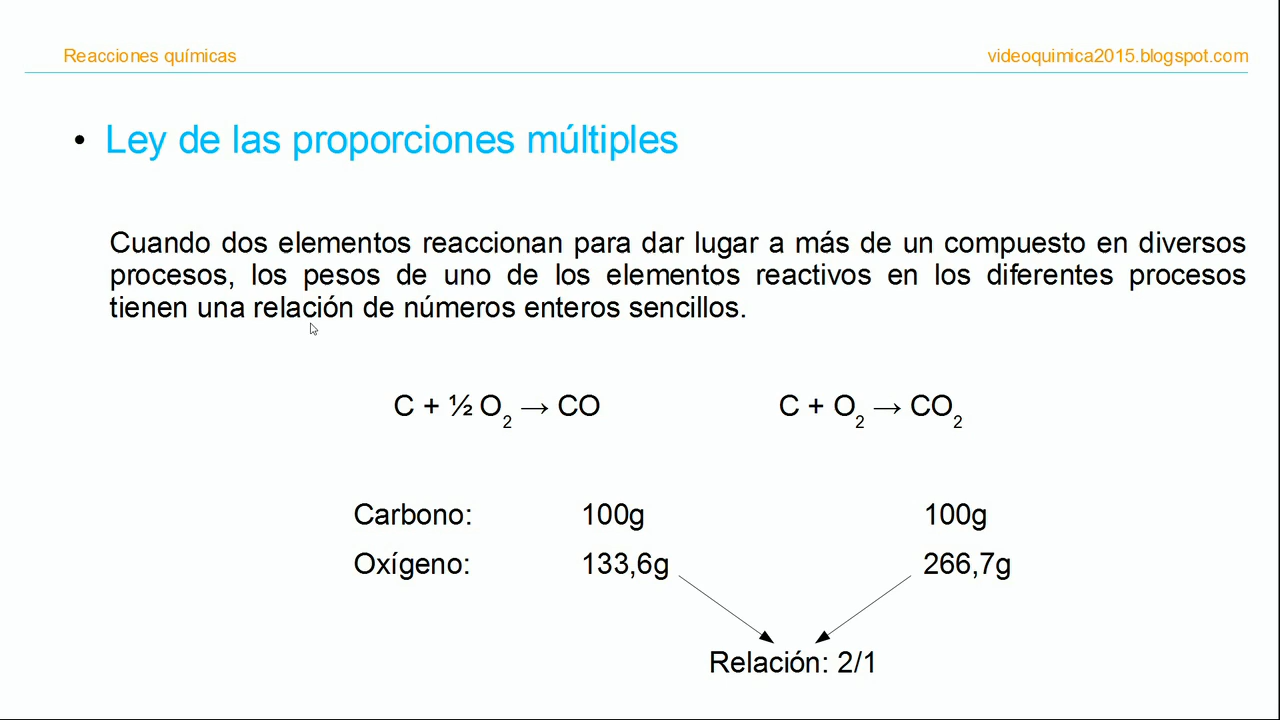 Reacciones químicas
videoquimica2015.blogspot.com
• Ley de las proporciones múltiples
Cuando dos elementos reaccionan para dar lugar a más de un compuesto en diversos
procesos, los pesos de uno de los elementos reactivos en los diferentes procesos
tienen una relación de números enteros sencillos.
C + ½ O₂ → CO
C + O₂ → CO₂
Carbono: 100g 100g
Oxígeno: 133,6g 266,7g
Relación: 2/1